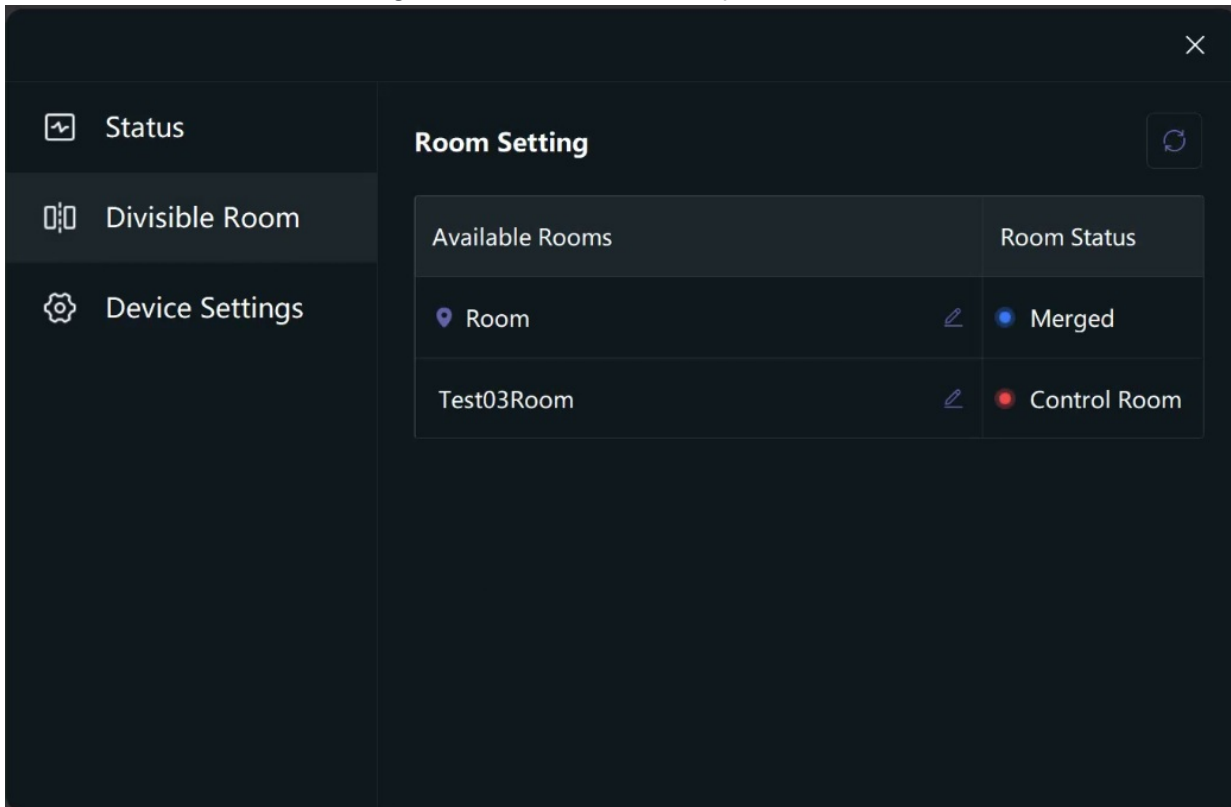 Status
Divisible Room
Device Settings
Room Setting
Available Rooms Room Status
Room Merged
Test03Room Control Room